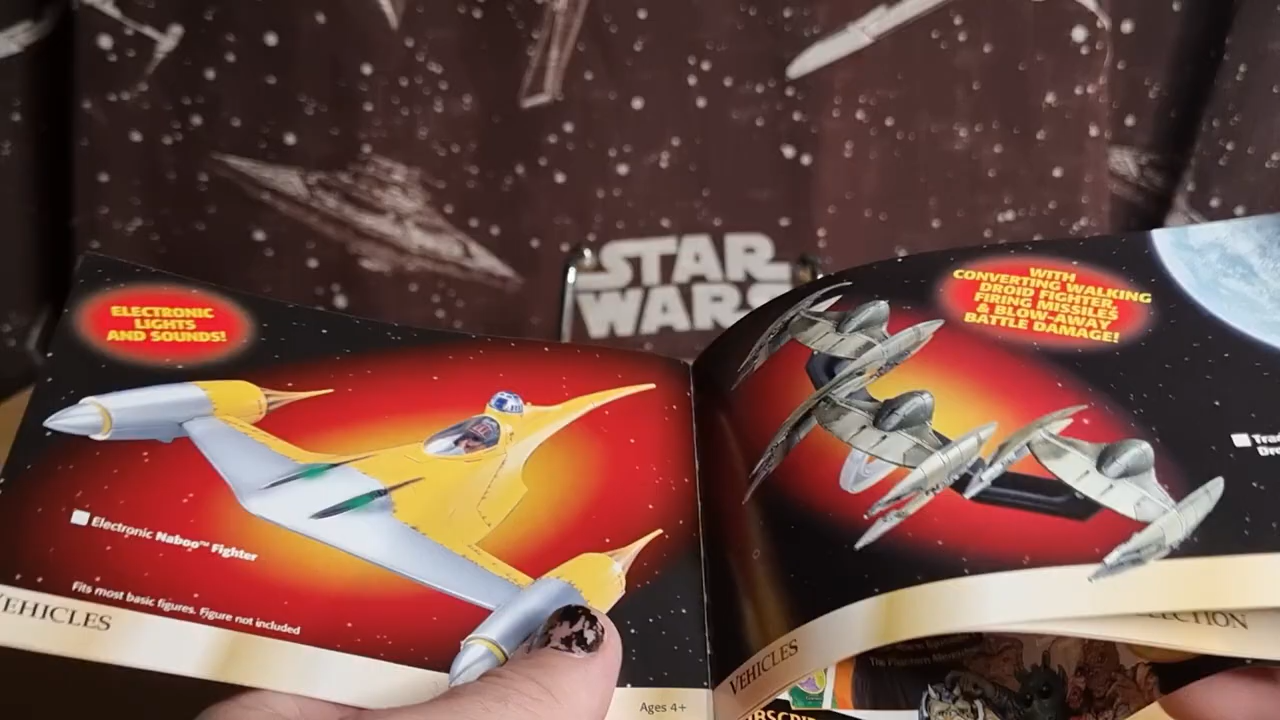 STAR
WARS
ELECTRONIC
LIGHTS
AND SOUNDS!
Electronic Naboo™ Fighter
Fits most basic figures. Figure not included
VEHICLES
Ages 4+
WITH
CONVERTING WALKING
DROID FIGHTER,
FIRING MISSILES
& BLOW-AWAY
BATTLE DAMAGE!
VEHICLES